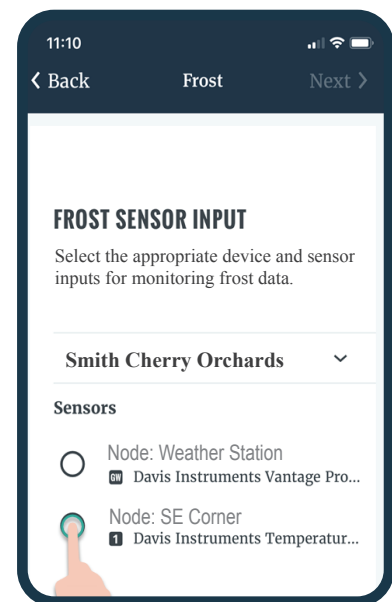 11:10
Back Frost Next
FROST SENSOR INPUT
Select the appropriate device and sensor
inputs for monitoring frost data.
Smith Cherry Orchards
Sensors
Node: Weather Station
GW Davis Instruments Vantage Pro...
Node: SE Corner
1 Davis Instruments Temperatur...